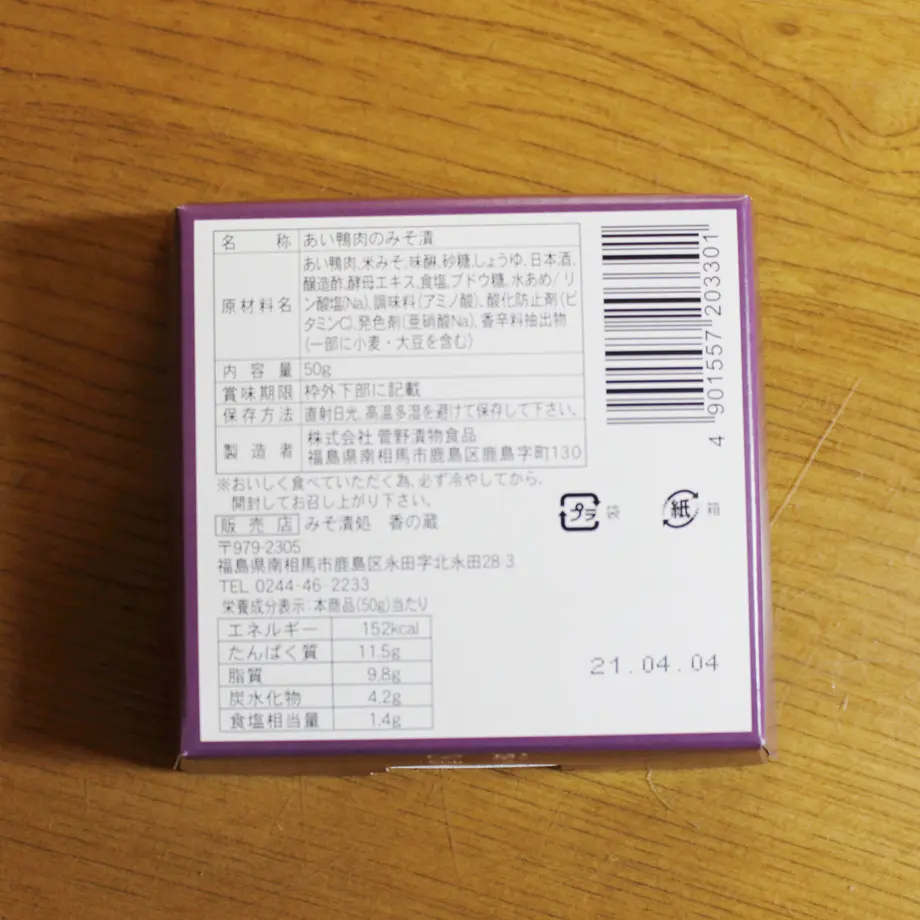 名称 あい鴨肉のみそ漬
原材料名 あい鴨肉,米みそ,味醂,砂糖,しょうゆ,日本酒,
醸造酢,酵母エキス,食塩,ブドウ糖,水あめ/リ
ン酸塩(Na),調味料(アミノ酸),酸化防止剤(ビ
タミンC),発色剤(亜硝酸Na),香辛料抽出物
(一部に小麦・大豆を含む)
内容量 50g
賞味期限 枠外下部に記載
保存方法 直射日光,高温多湿を避けて保存して下さい。
製造者 株式会社 菅野漬物食品
福島県南相馬市鹿島区鹿島字町130
※おいしく食べていただく為、必ず冷やしてから、
開封してお召し上がり下さい。
販売店 みそ漬処 香の蔵
〒979-2305
福島県南相馬市鹿島区永田字北永田28-3
TEL 0244-46-2233
栄養成分表示:本商品(50g)当たり
エネルギー 152kcal
たんぱく質 11.5g
脂質 9.8g
炭水化物 4.2g
食塩相当量 1.4g
4 901557 203301
プラ
紙 箱
21.04.04